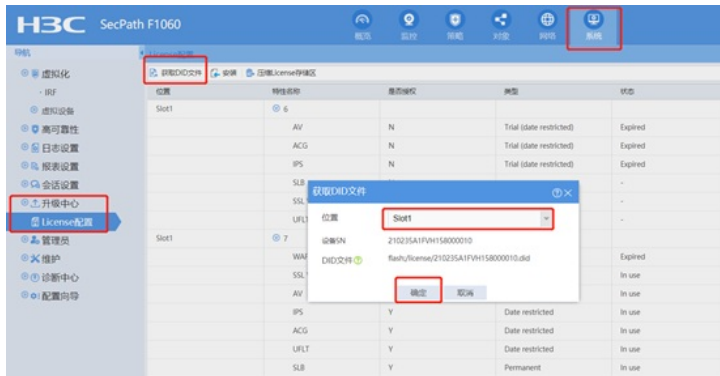 H3C SecPath F1060
概览 监控 策略 对象 网络 系统
导航 License配置
虚拟化
获取DID文件 安装 压缩License存储区
· IRF
位置 特性名称 是否授权 类型 状态
虚拟设备
Slot1 6
高可靠性
AV N Trial (date restricted) Expired
日志设置
ACG N Trial (date restricted) Expired
报表设置
IPS N Trial (date restricted) Expired
会话设置
SLB -
升级中心
SSL -
License配置
UFLT -
管理员
Slot1 7
维护
WAF Expired
诊断中心
SSL In use
配置向导
AV In use
IPS Y Date restricted In use
ACG Y Date restricted In use
UFLT Y Date restricted In use
SLB Y Permanent In use
获取DID文件
位置 Slot1
设备SN 210235A1FVH158000010
DID文件 flash:/license/210235A1FVH158000010.did
确定 取消